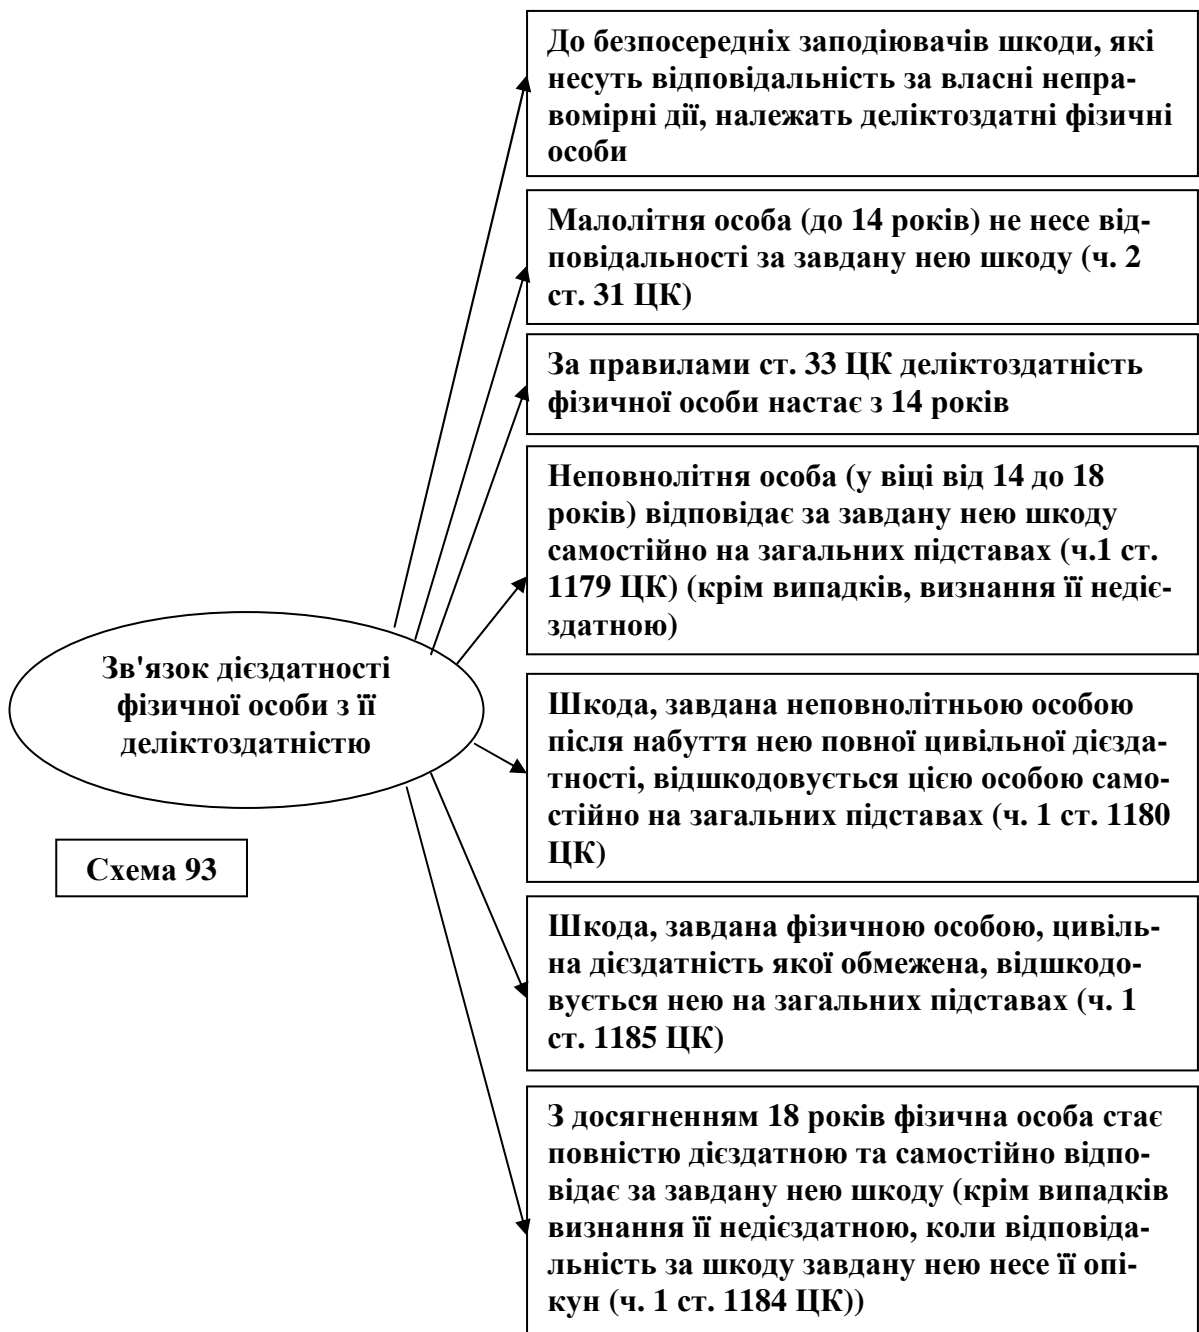 До безпосередніх заподіювачів шкоди, які
несуть відповідальність за власні непра-
вомірні дії, належать деліктоздатні фізичні
особи
Малолітня особа (до 14 років) не несе від-
повідальності за завдану нею шкоду (ч. 2
ст. 31 ЦК)
За правилами ст. 33 ЦК деліктоздатність
фізичної особи настає з 14 років
Неповнолітня особа (у віці від 14 до 18
років) відповідає за завдану нею шкоду
самостійно на загальних підставах (ч.1 ст.
1179 ЦК) (крім випадків, визнання її недіє-
здатною)
Зв'язок дієздатності
фізичної особи з її
деліктоздатністю
Шкода, завдана неповнолітньою особою
після набуття нею повної цивільної дієзда-
тності, відшкодовується цією особою само-
стійно на загальних підставах (ч. 1 ст. 1180
ЦК)
Схема 93
Шкода, завдана фізичною особою, цивіль-
на дієздатність якої обмежена, відшкодо-
вується нею на загальних підставах (ч. 1
ст. 1185 ЦК)
З досягненням 18 років фізична особа стає
повністю дієздатною та самостійно відпо-
відає за завдану нею шкоду (крім випадків
визнання її недієздатною, коли відповіда-
льність за шкоду завдану нею несе її опі-
кун (ч. 1 ст. 1184 ЦК))